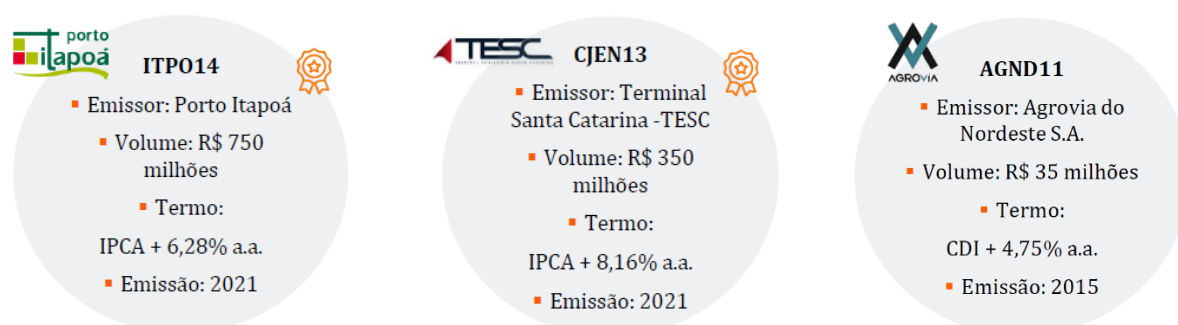 porto
itapoá
ITPO14
▪ Emissor: Porto Itapoá
▪ Volume: R$ 750
milhões
▪ Termo:
IPCA + 6,28% a.a.
▪ Emissão: 2021
TESC
CJEN13
▪ Emissor: Terminal
Santa Catarina -TESC
▪ Volume: R$ 350
milhões
▪ Termo:
IPCA + 8,16% a.a.
▪ Emissão: 2021
AGROVIA
AGND11
▪ Emissor: Agrovia do
Nordeste S.A.
▪ Volume: R$ 35 milhões
▪ Termo:
CDI + 4,75% a.a.
▪ Emissão: 2015